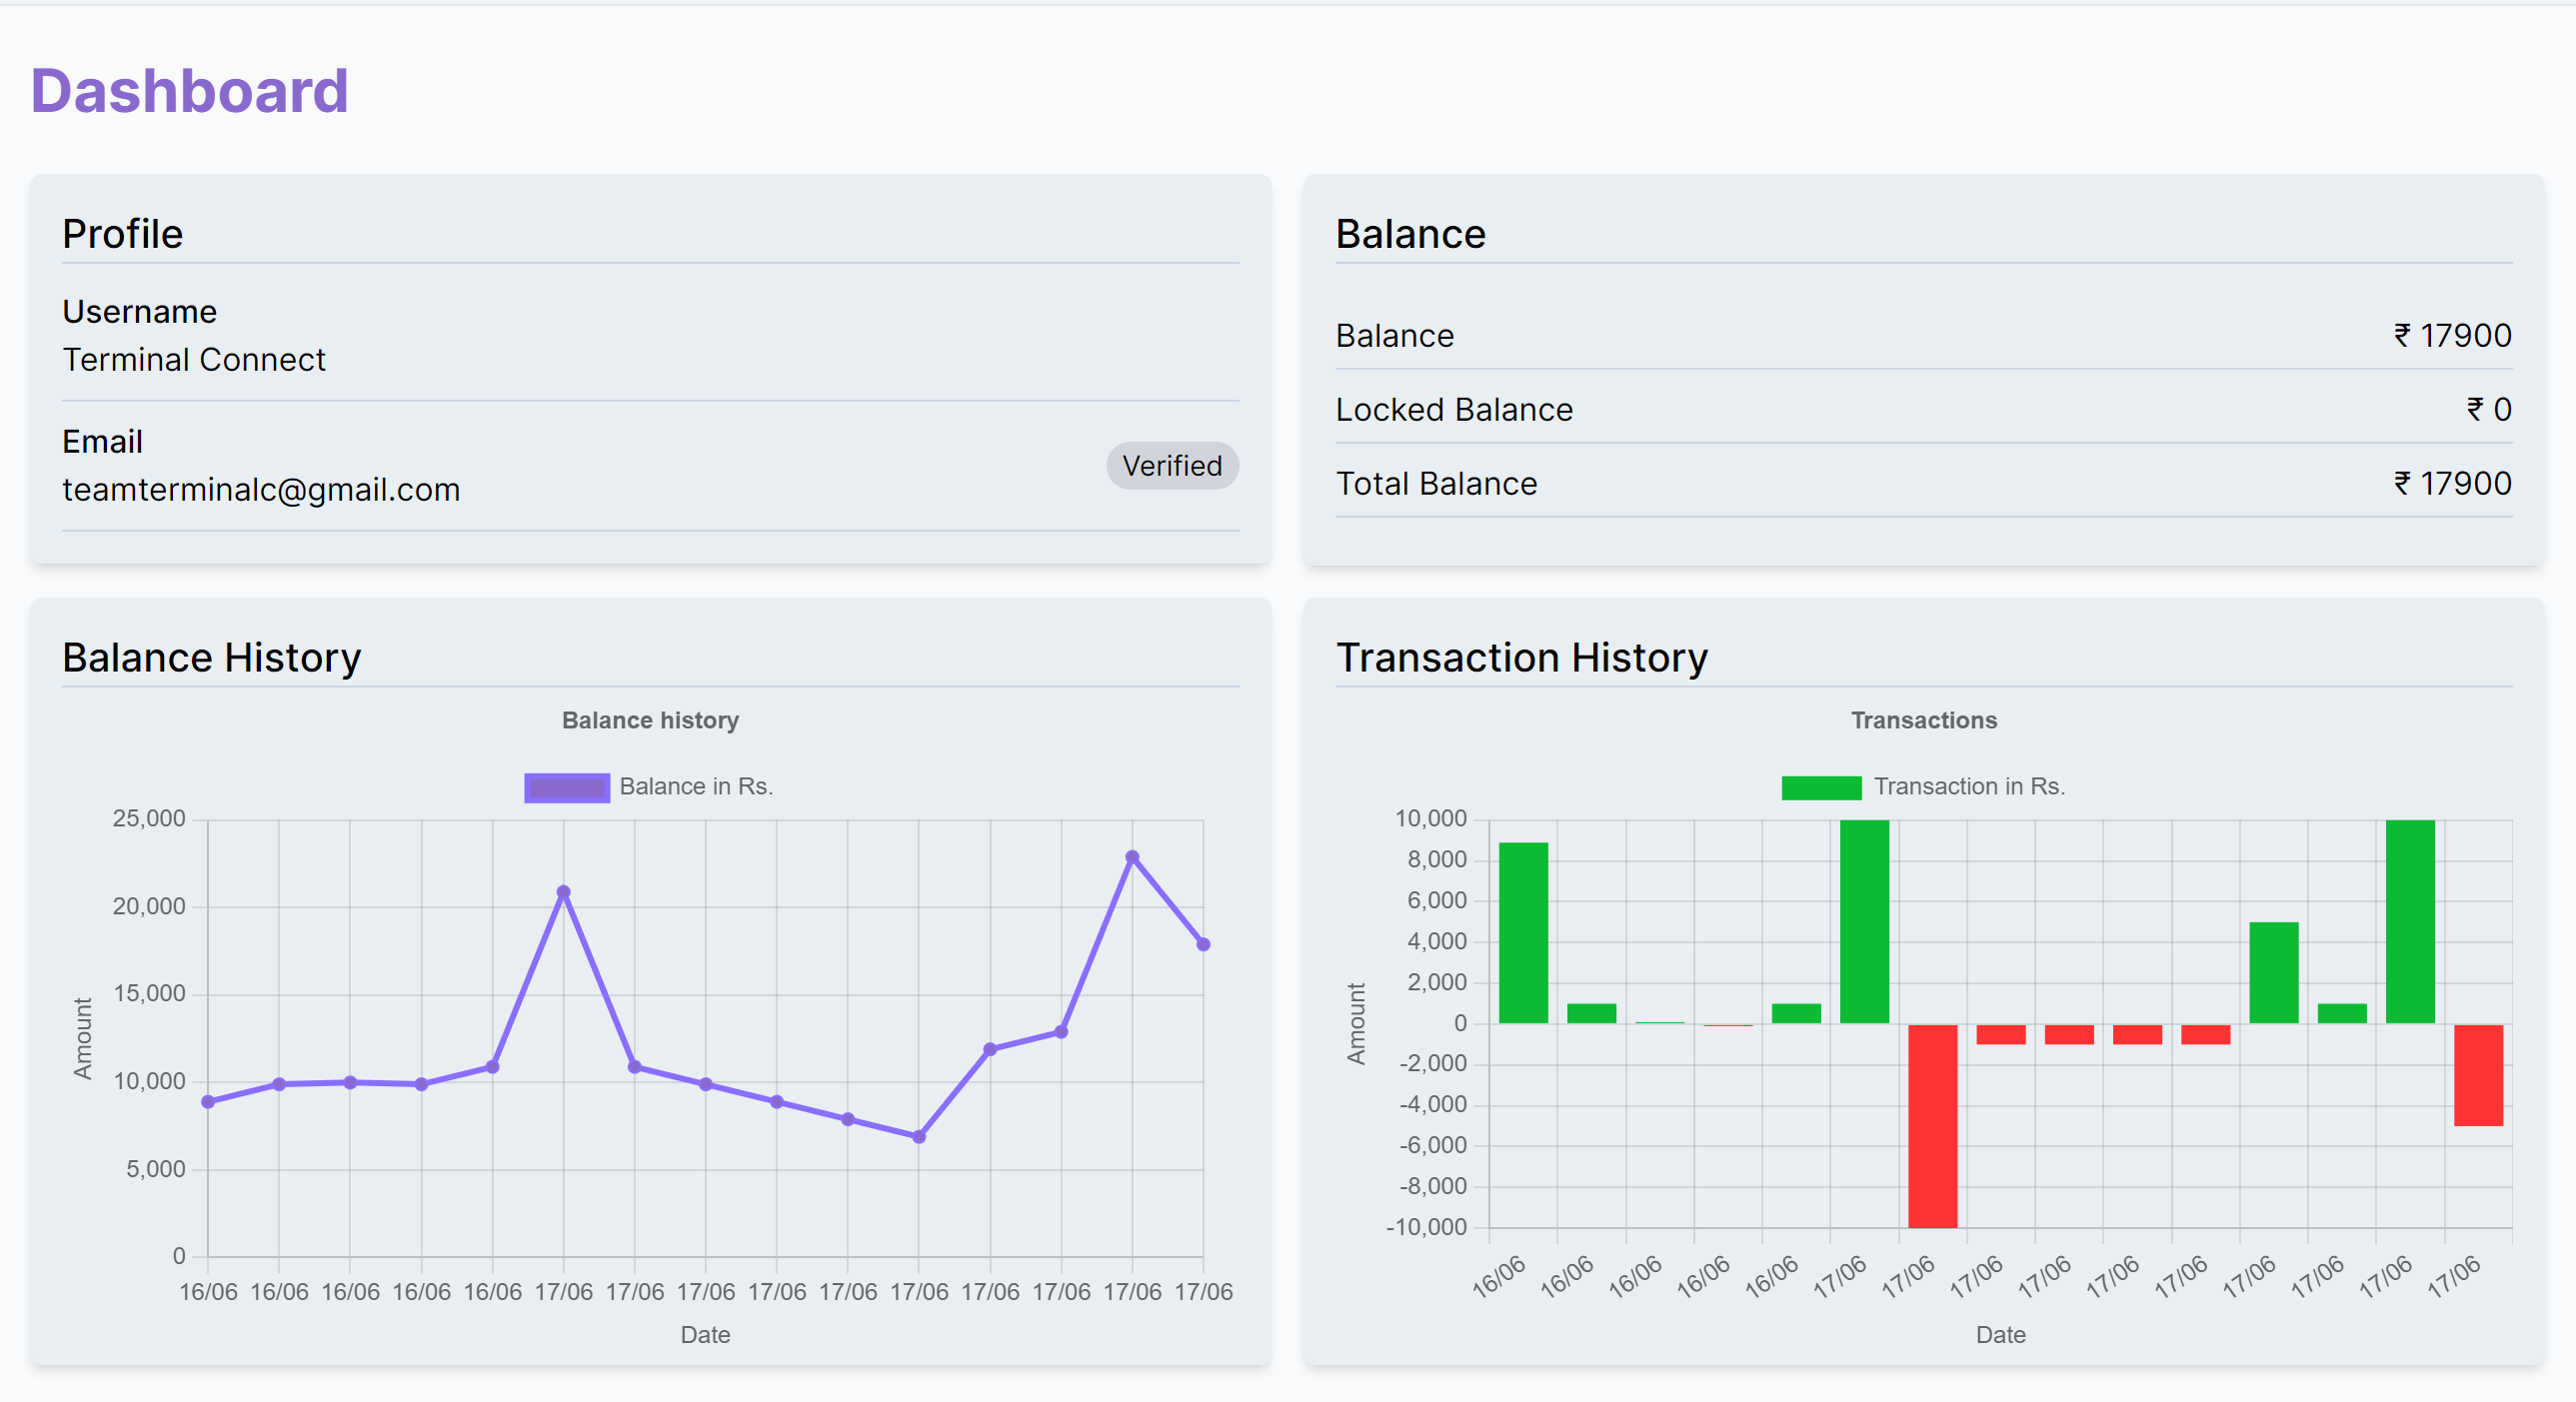 Dashboard
Profile
Username
Terminal Connect
Email
teamterminalc@gmail.com
Verified
Balance
Balance ₹ 17900
Locked Balance ₹ 0
Total Balance ₹ 17900
Balance History
Balance history
Balance in Rs.
25,000
20,000
15,000
10,000
5,000
0
Amount
16/06 16/06 16/06 16/06 16/06 17/06 17/06 17/06 17/06 17/06 17/06 17/06 17/06 17/06 17/06
Date
Transaction History
Transactions
Transaction in Rs.
10,000
8,000
6,000
4,000
2,000
0
-2,000
-4,000
-6,000
-8,000
-10,000
Amount
16/06 16/06 16/06 16/06 16/06 17/06 17/06 17/06 17/06 17/06 17/06 17/06 17/06 17/06 17/06
Date